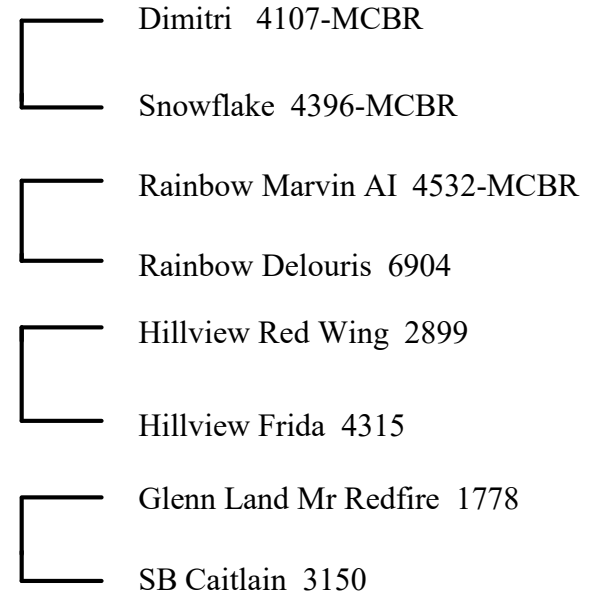 Dimitri 4107-MCBR
Snowflake 4396-MCBR
Rainbow Marvin AI 4532-MCBR
Rainbow Delouris 6904
Hillview Red Wing 2899
Hillview Frida 4315
Glenn Land Mr Redfire 1778
SB Caitlain 3150